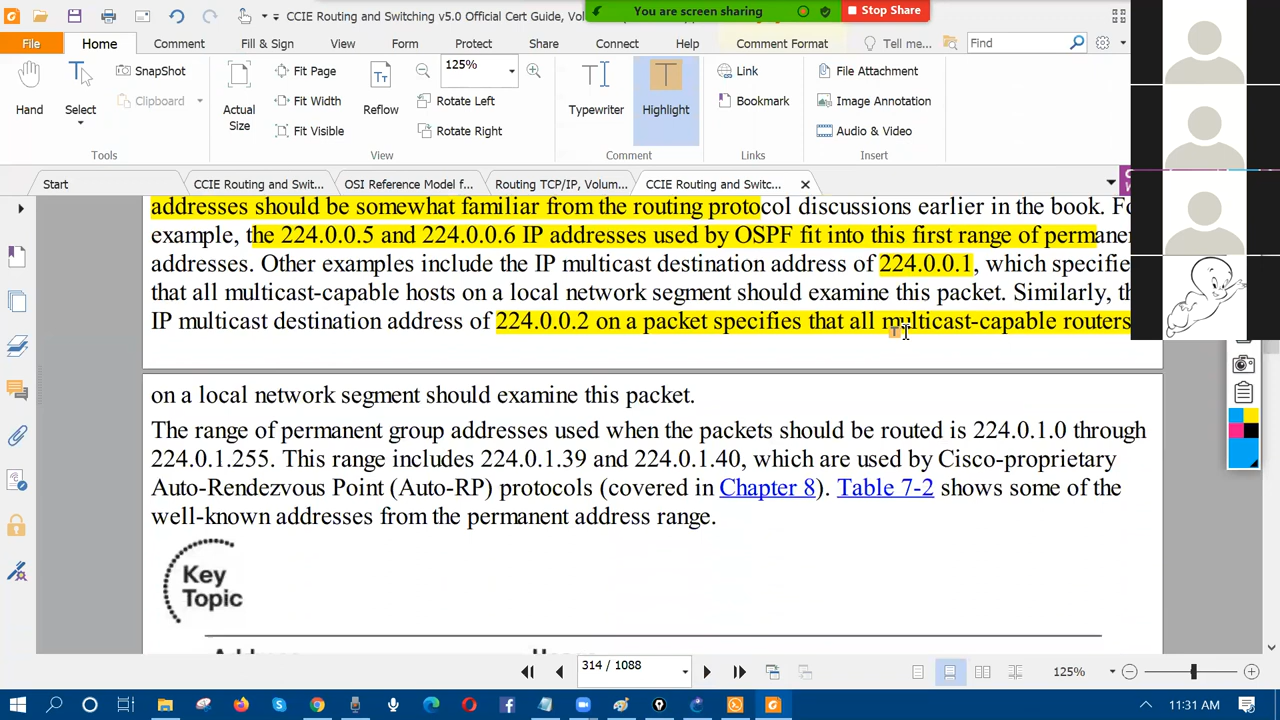 CCIE Routing and Switching v5.0 Official Cert Guide, Volu
You are screen sharing
Stop Share
File
Home
Comment
Fill & Sign
View
Form
Protect
Share
Connect
Help
Comment Format
Tell me...
Find
Hand
Select
SnapShot
Clipboard
Actual
Size
Fit Page
Fit Width
Fit Visible
Reflow
125%
Rotate Left
Rotate Right
Typewriter
Highlight
Link
Bookmark
File Attachment
Image Annotation
Audio & Video
Tools
View
Comment
Links
Insert
Start
CCIE Routing and Swit...
OSI Reference Model f...
Routing TCP/IP, Volum...
CCIE Routing and Switc...
addresses should be somewhat familiar from the routing protocol discussions earlier in the book. Fo
example, the 224.0.0.5 and 224.0.0.6 IP addresses used by OSPF fit into this first range of permaner
addresses. Other examples include the IP multicast destination address of 224.0.0.1, which specifie
that all multicast-capable hosts on a local network segment should examine this packet. Similarly, th
IP multicast destination address of 224.0.0.2 on a packet specifies that all multicast-capable routers
on a local network segment should examine this packet.
The range of permanent group addresses used when the packets should be routed is 224.0.1.0 through
224.0.1.255. This range includes 224.0.1.39 and 224.0.1.40, which are used by Cisco-proprietary
Auto-Rendezvous Point (Auto-RP) protocols (covered in Chapter 8). Table 7-2 shows some of the
well-known addresses from the permanent address range.
Key
Topic
314 / 1088
125%
11:31 AM